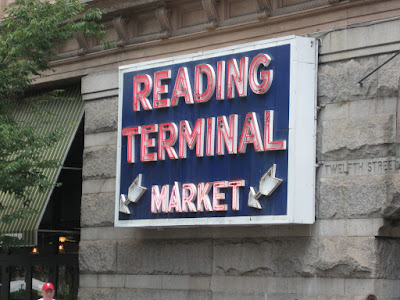 READING
TERMINAL
MARKET
TWELFTH STREET